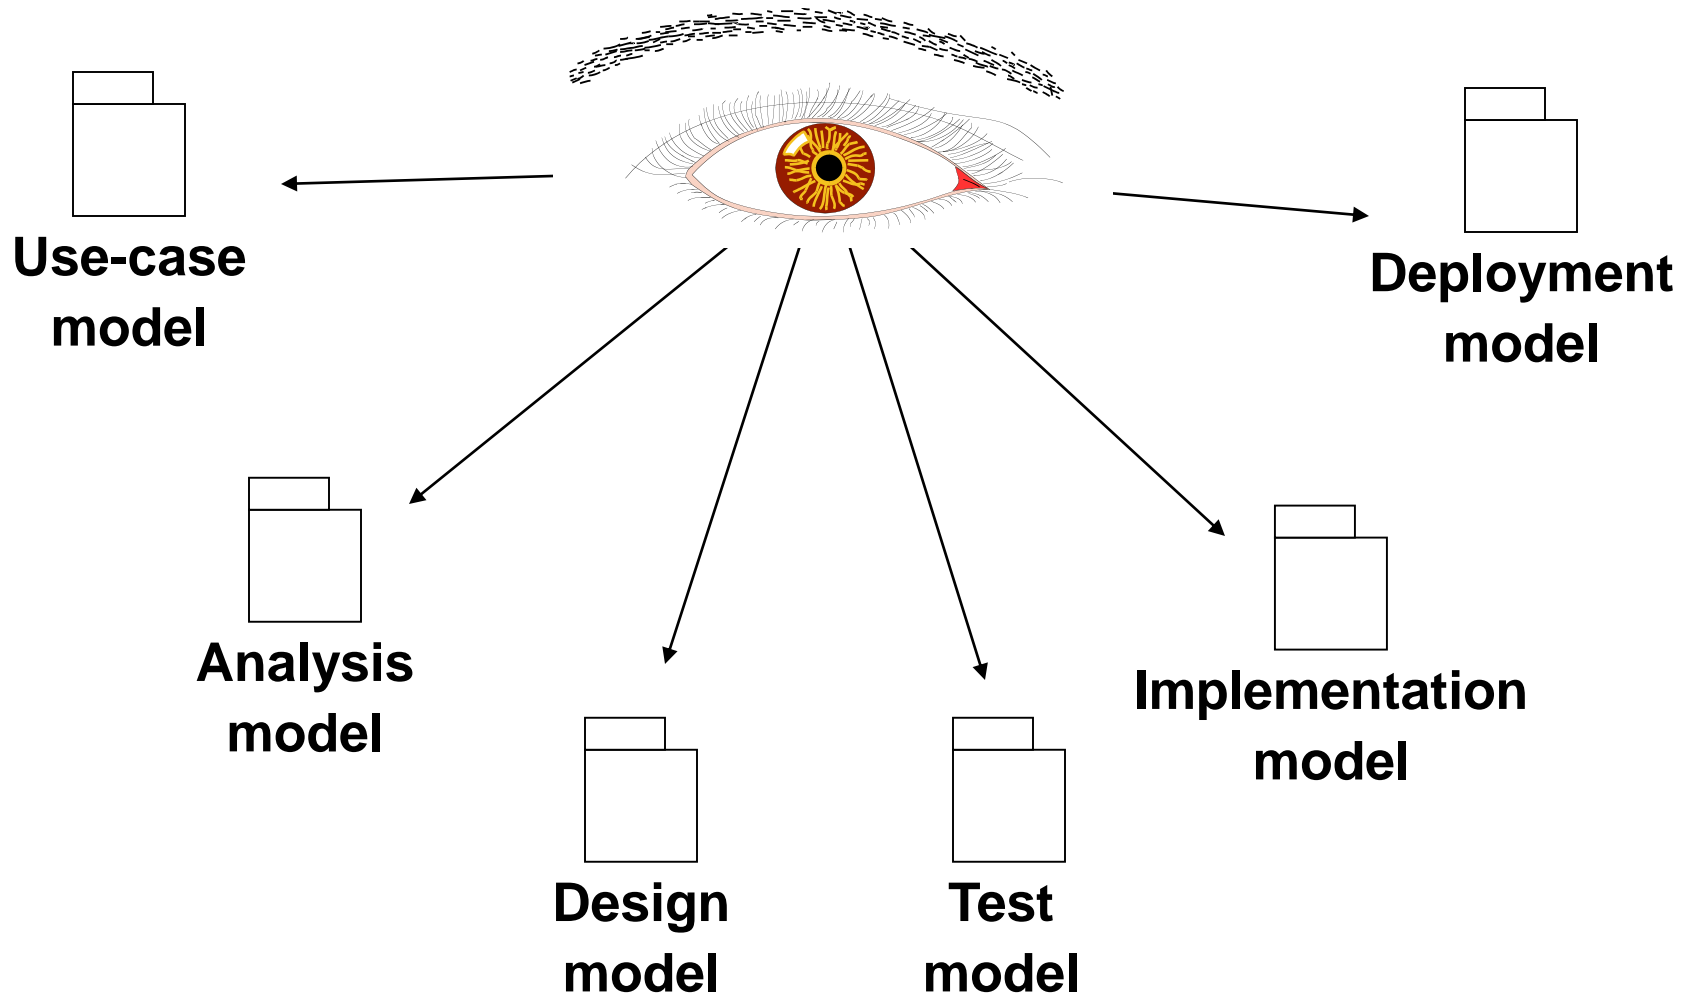 Use-case
model
Deployment
model
Analysis
model
Implementation
model
Design
model
Test
model